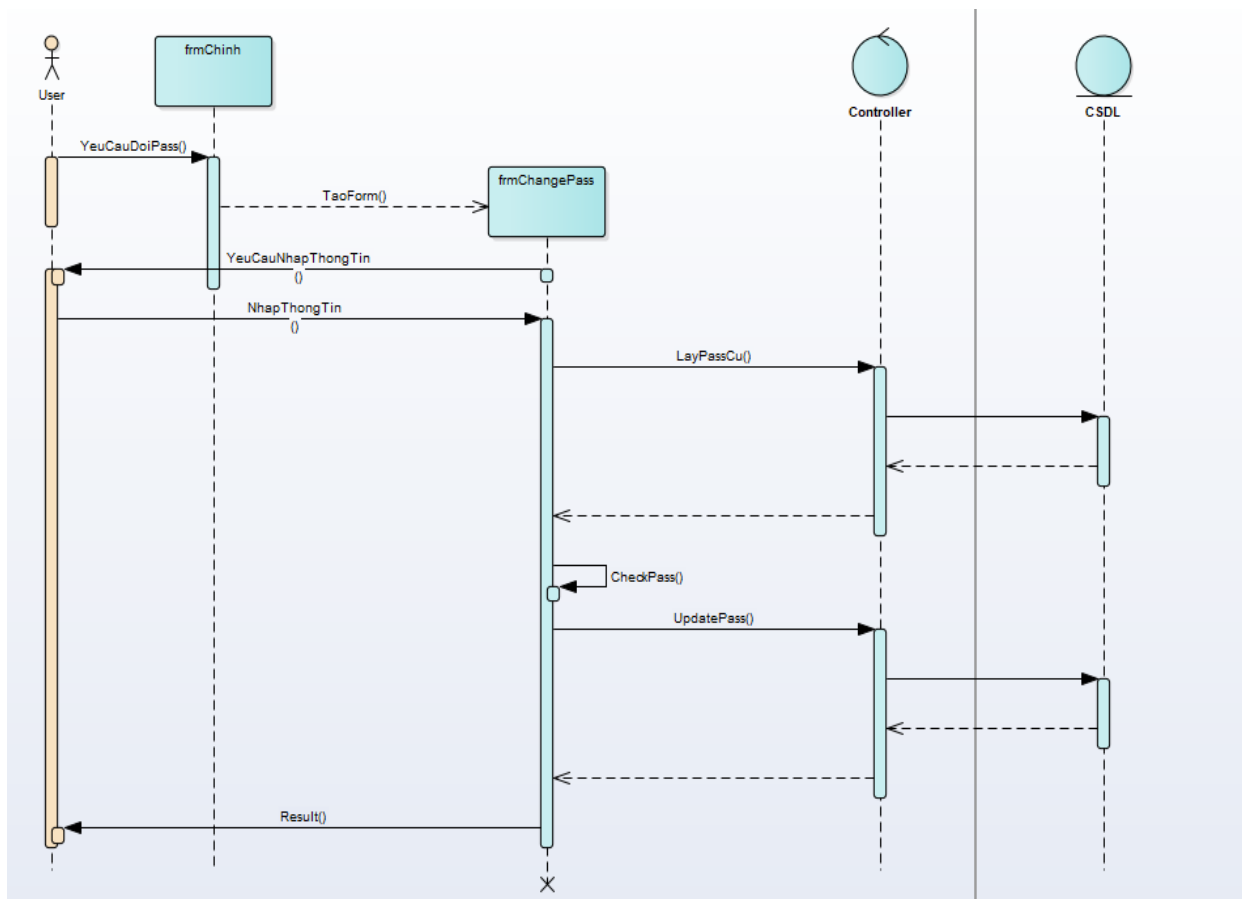 frmChinh
User
Controller
CSDL
YeuCauDoiPass()
frmChangePass
TaoForm()
YeuCauNhapThongTin
()
NhapThongTin
()
LayPassCu()
CheckPass()
UpdatePass()
Result()